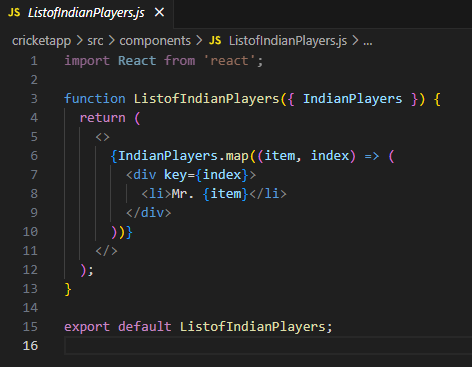 JS ListofIndianPlayers.js ×
cricketapp > src > components > JS ListofIndianPlayers.js > ...
1 import React from 'react';
2
3 function ListofIndianPlayers({ IndianPlayers }) {
4   return (
5     <>
6       {IndianPlayers.map((item, index) => (
7         <div key={index}>
8           <li>Mr. {item}</li>
9         </div>
10       ))}
11     </>
12   );
13 }
14
15 export default ListofIndianPlayers;
16